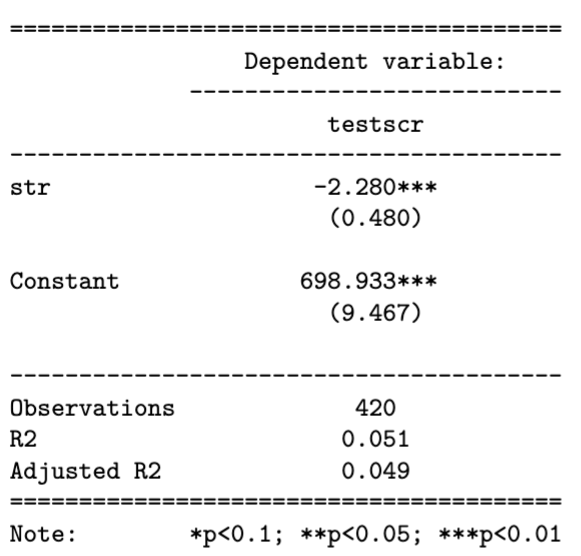 ========================================
Dependent variable:
---------------------------
testscr
----------------------------------------
str -2.280***
(0.480)
Constant 698.933***
(9.467)
----------------------------------------
Observations 420
R2 0.051
Adjusted R2 0.049
========================================
Note: *p<0.1; **p<0.05; ***p<0.01